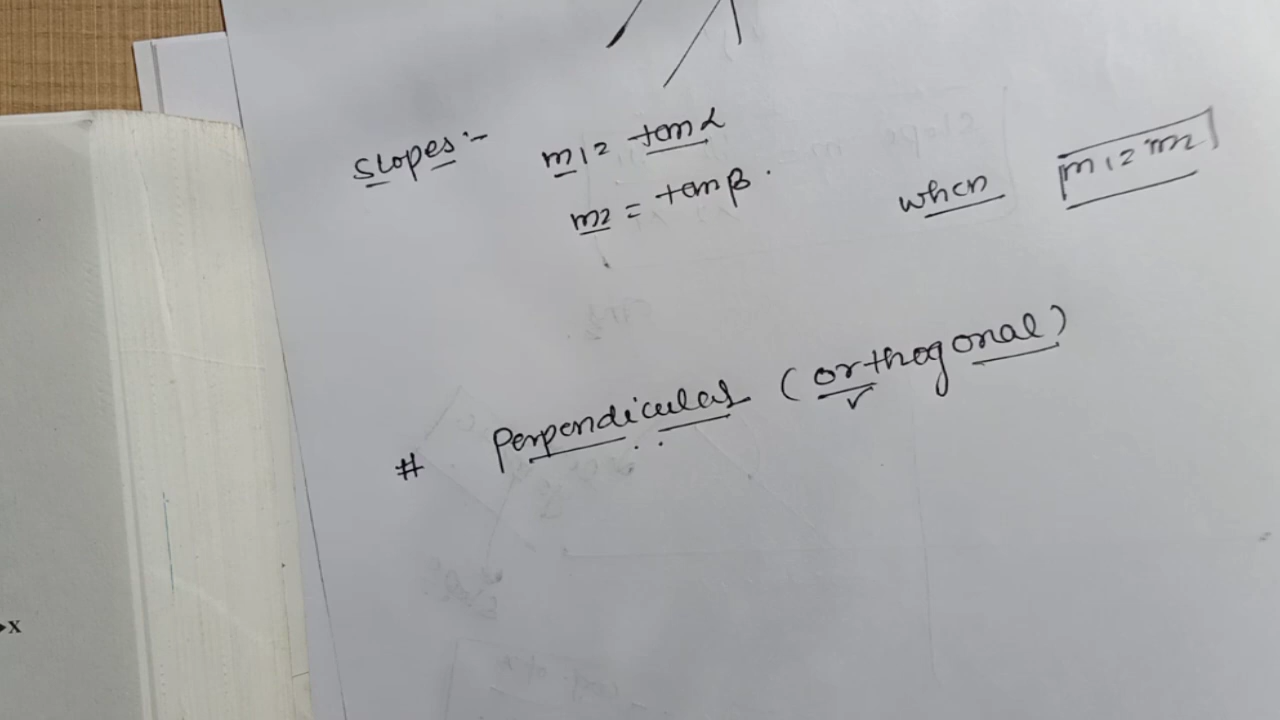 Slopes :- m1 = tan α
m2 = tan β . when m1 = m2
# Perpendicular (orthogonal)
x